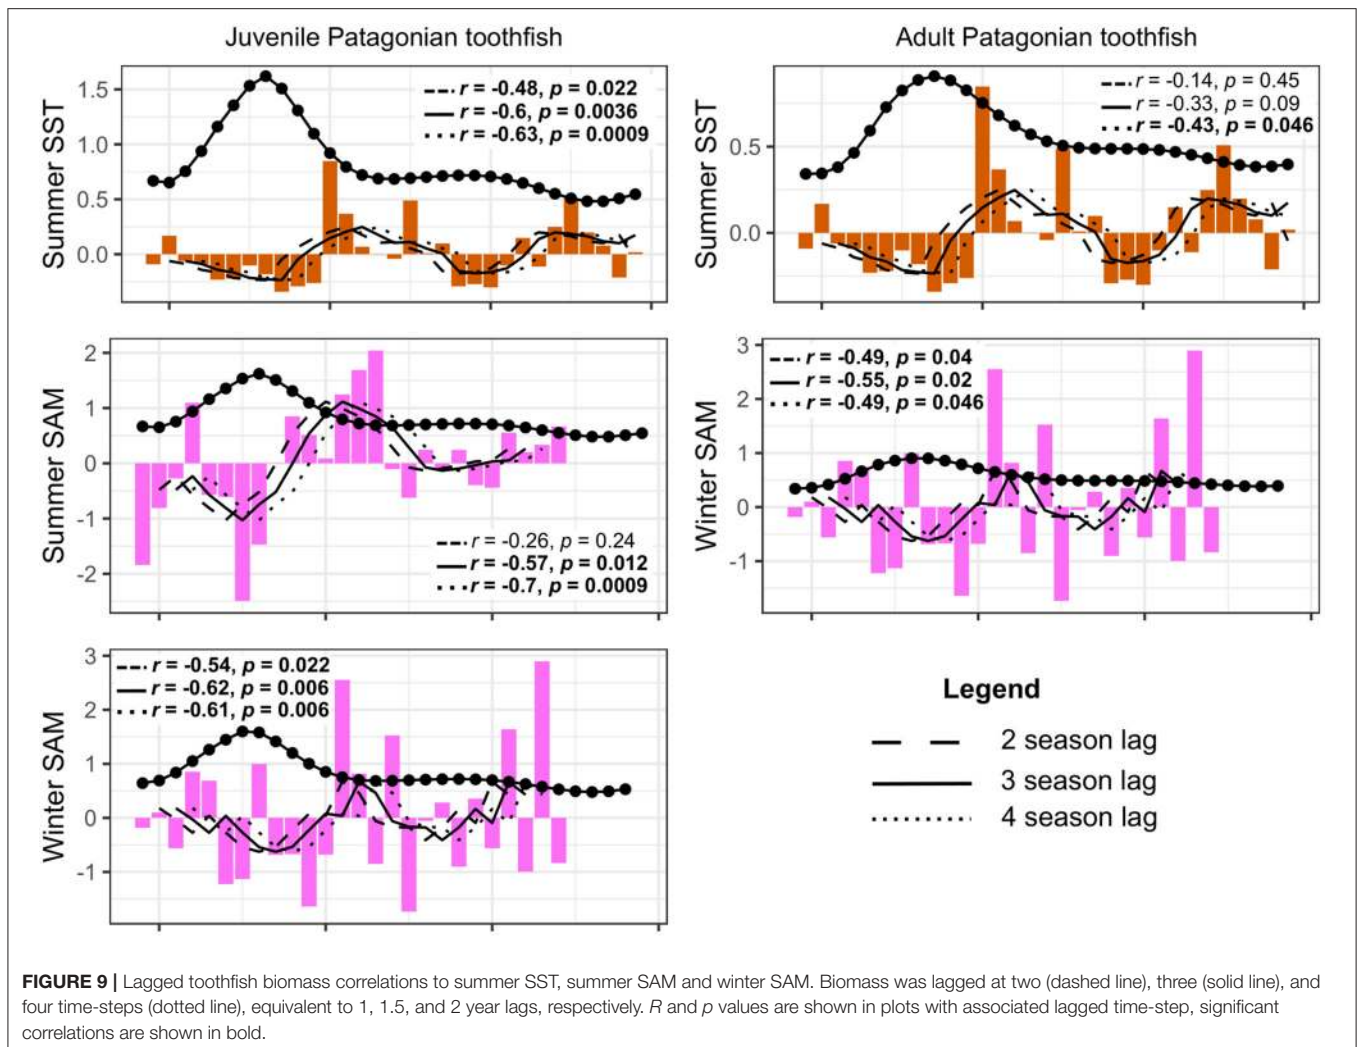 Juvenile Patagonian toothfish
Adult Patagonian toothfish
Summer SST
1.5
1.0
0.5
0.0
r = -0.48, p = 0.022
r = -0.6, p = 0.0036
r = -0.63, p = 0.0009
Summer SST
0.5
0.0
r = -0.14, p = 0.45
r = -0.33, p = 0.09
r = -0.43, p = 0.046
Summer SAM
2
1
0
-1
-2
r = -0.26, p = 0.24
r = -0.57, p = 0.012
r = -0.7, p = 0.0009
Winter SAM
3
2
1
0
-1
r = -0.49, p = 0.04
r = -0.55, p = 0.02
r = -0.49, p = 0.046
Winter SAM
3
2
1
0
-1
r = -0.54, p = 0.022
r = -0.62, p = 0.006
r = -0.61, p = 0.006
Legend
2 season lag
3 season lag
4 season lag
FIGURE 9 | Lagged toothfish biomass correlations to summer SST, summer SAM and winter SAM. Biomass was lagged at two (dashed line), three (solid line), and
four time-steps (dotted line), equivalent to 1, 1.5, and 2 year lags, respectively. R and p values are shown in plots with associated lagged time-step, significant
correlations are shown in bold.